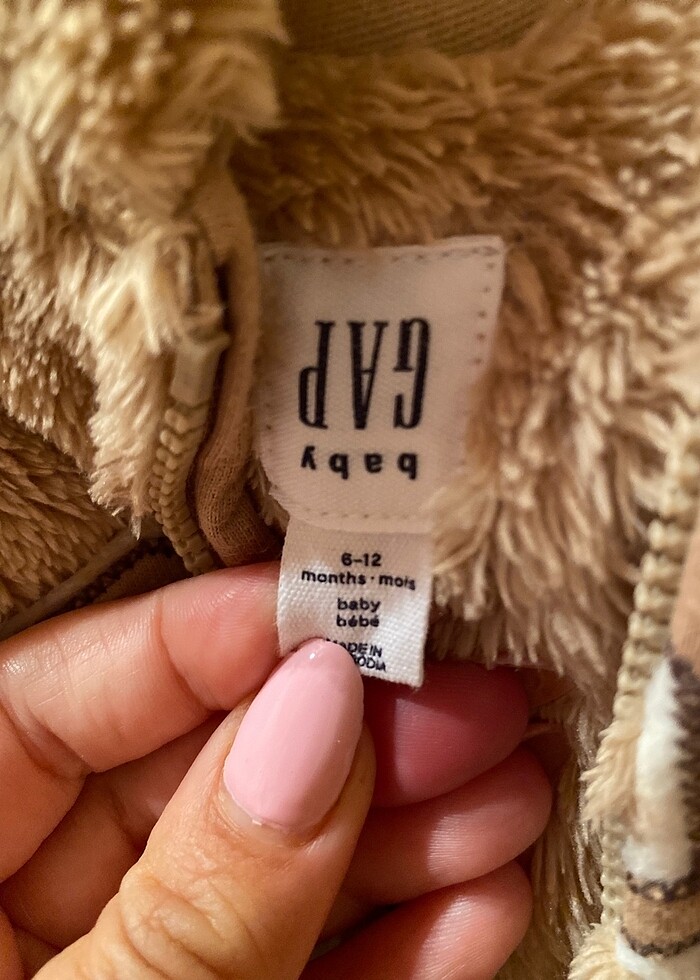 baby
GAP
6-12
months · mois
baby
bébé
MADE IN